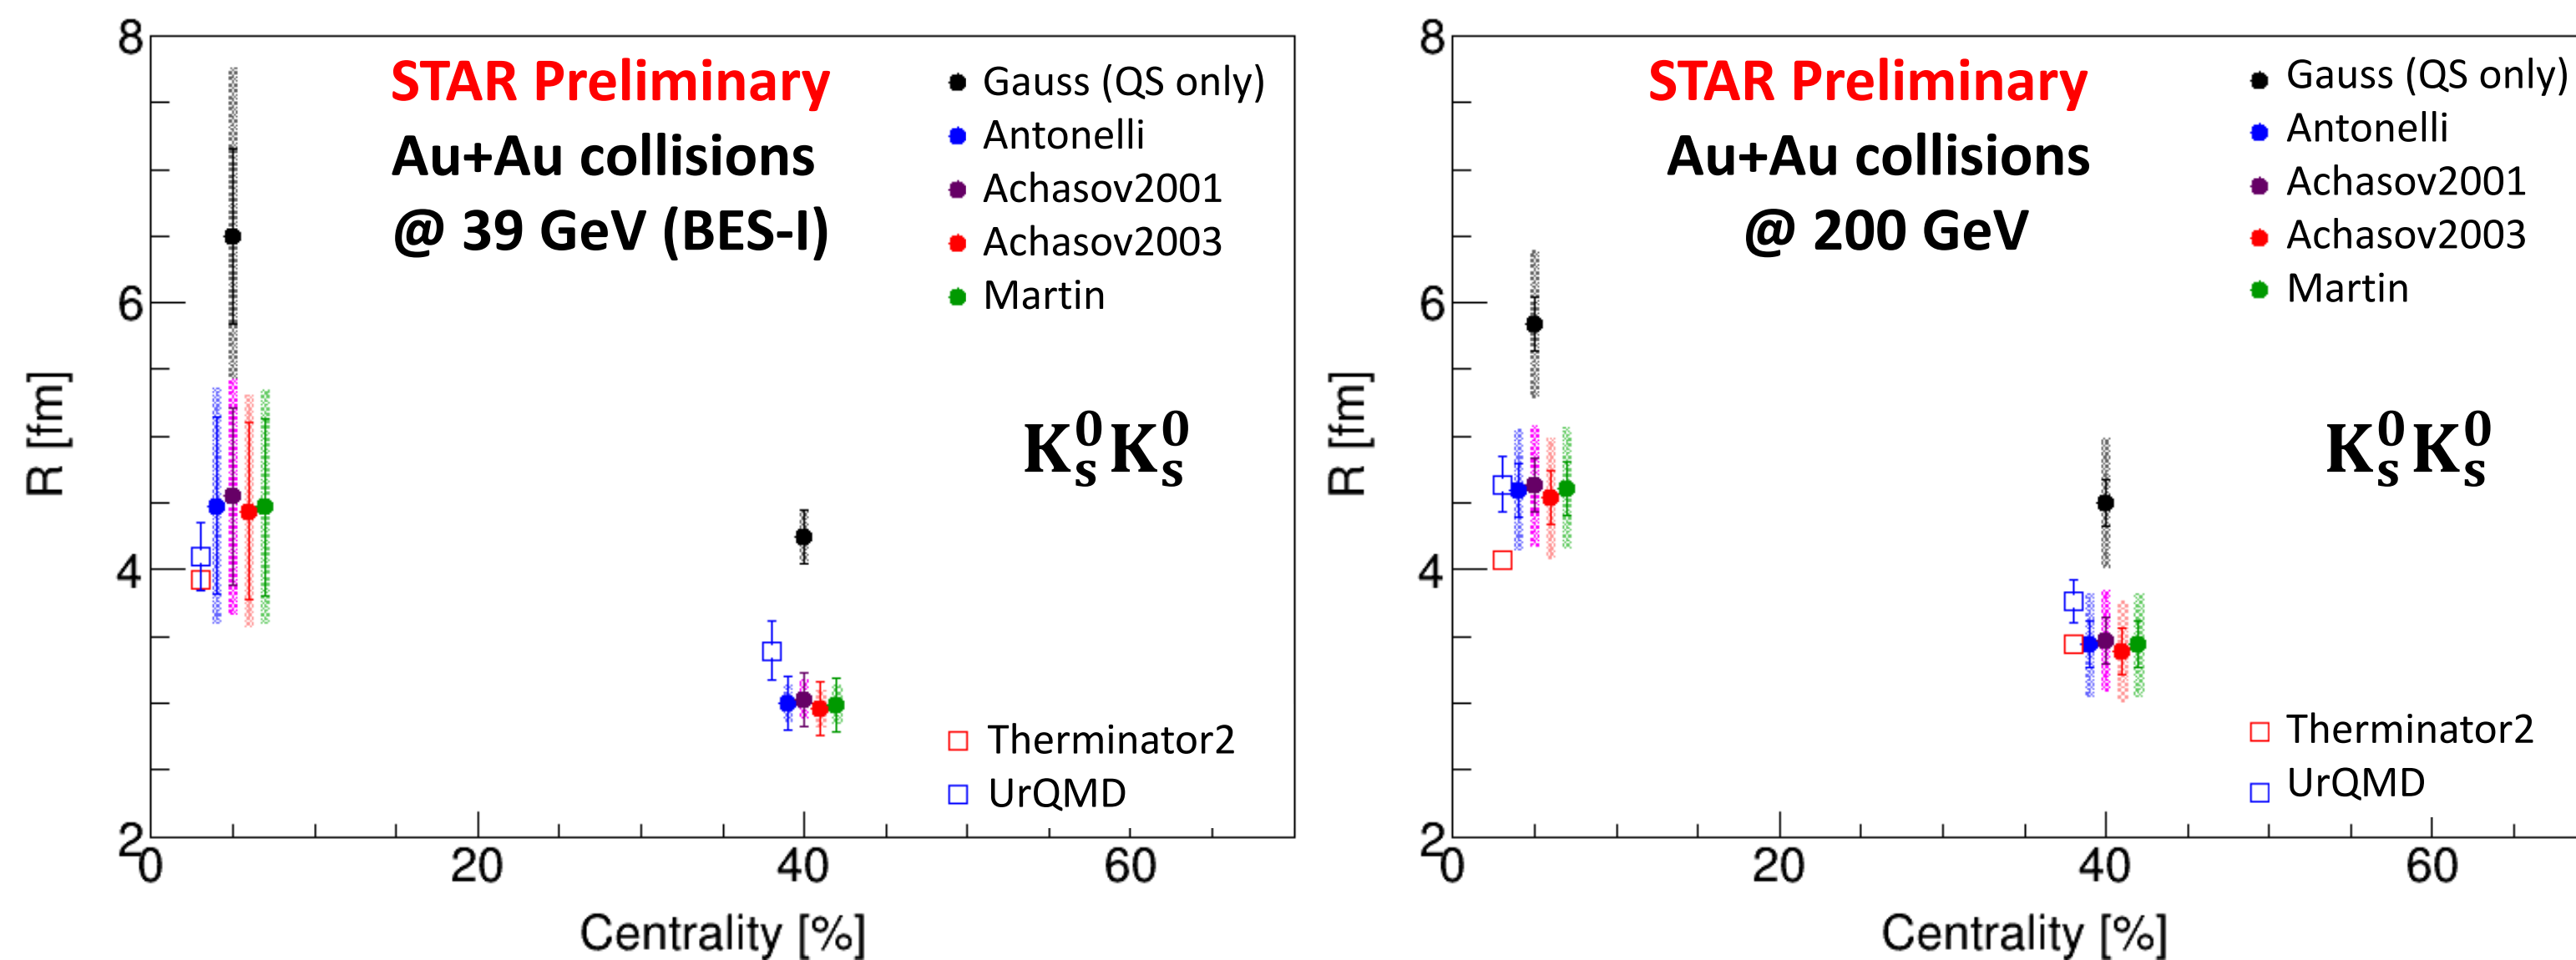 STAR Preliminary
Au+Au collisions
@ 39 GeV (BES-I)
Gauss (QS only)
Antonelli
Achasov2001
Achasov2003
Martin
K⁰ₛK⁰ₛ
Therminator2
UrQMD
8
6
4
2
R [fm]
0 20 40 60
Centrality [%]
STAR Preliminary
Au+Au collisions
@ 200 GeV
Gauss (QS only)
Antonelli
Achasov2001
Achasov2003
Martin
K⁰ₛK⁰ₛ
Therminator2
UrQMD
8
6
4
2
R [fm]
0 20 40 60
Centrality [%]